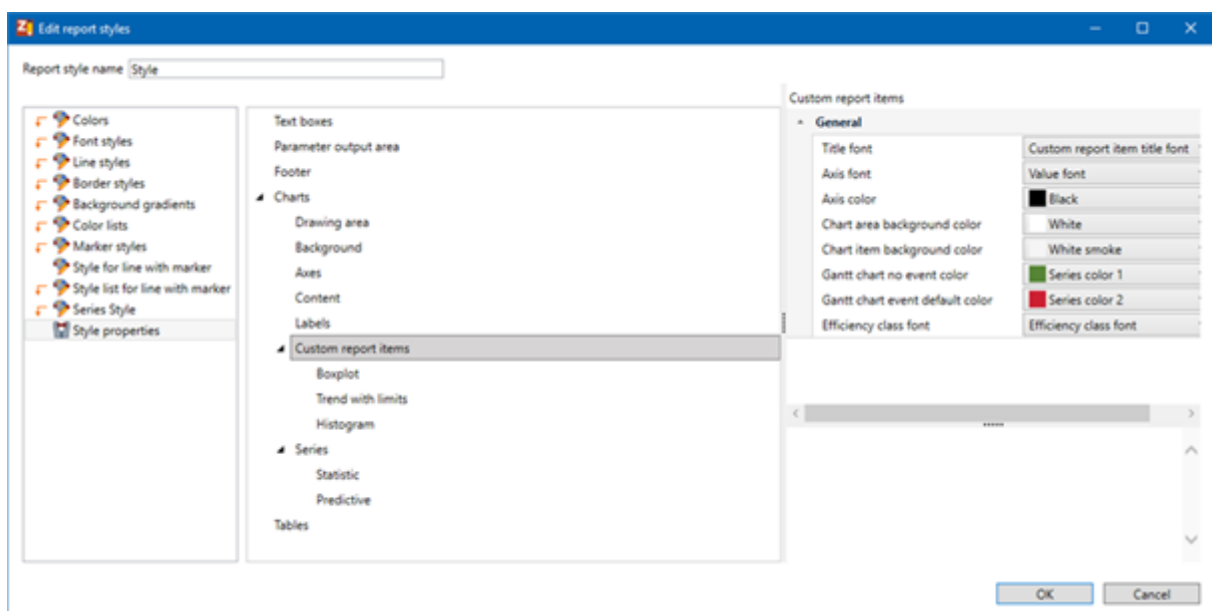 Edit report styles
Report style name Style
Colors
Font styles
Line styles
Border styles
Background gradients
Color lists
Marker styles
Style for line with marker
Style list for line with marker
Series Style
Style properties
Text boxes
Parameter output area
Footer
Charts
Drawing area
Background
Axes
Content
Labels
Custom report items
Boxplot
Trend with limits
Histogram
Series
Statistic
Predictive
Tables
Custom report items
General
Title font Custom report item title font
Axis font Value font
Axis color Black
Chart area background color White
Chart item background color White smoke
Gantt chart no event color Series color 1
Gantt chart event default color Series color 2
Efficiency class font Efficiency class font
OK Cancel